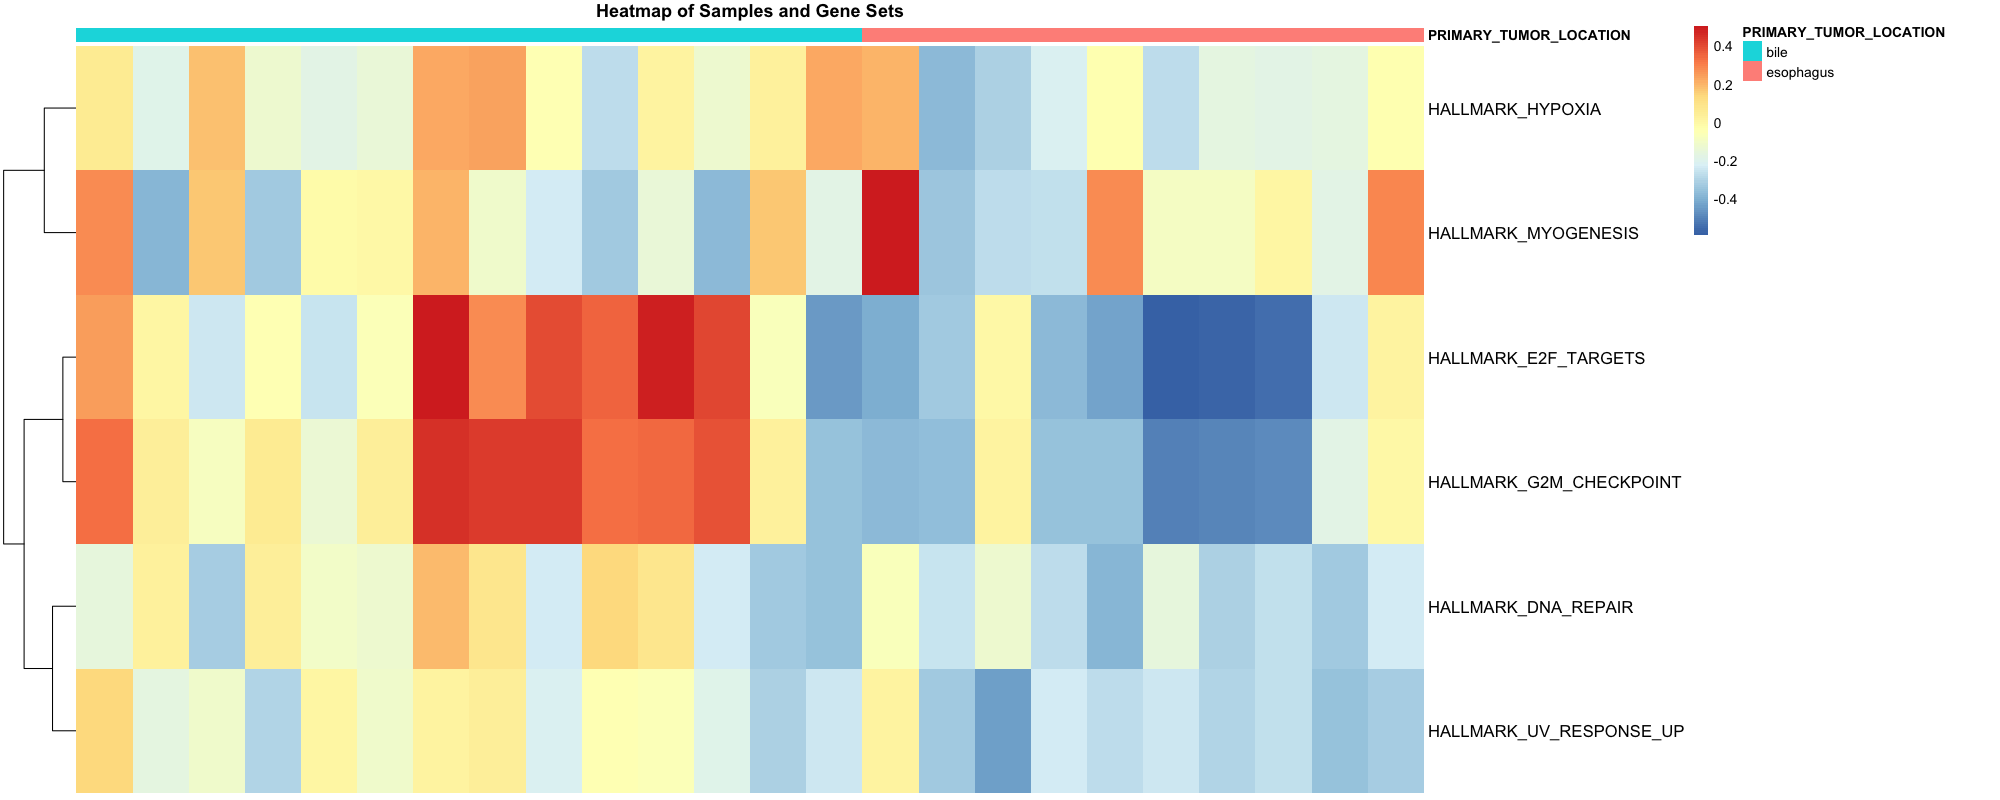 Heatmap of Samples and Gene Sets
PRIMARY_TUMOR_LOCATION
HALLMARK_HYPOXIA
HALLMARK_MYOGENESIS
HALLMARK_E2F_TARGETS
HALLMARK_G2M_CHECKPOINT
HALLMARK_DNA_REPAIR
HALLMARK_UV_RESPONSE_UP
0.4
0.2
0
-0.2
-0.4
PRIMARY_TUMOR_LOCATION
bile
esophagus